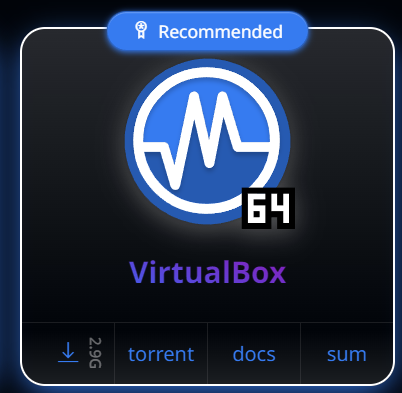 Recommended
64
VirtualBox
2.9G
torrent
docs
sum